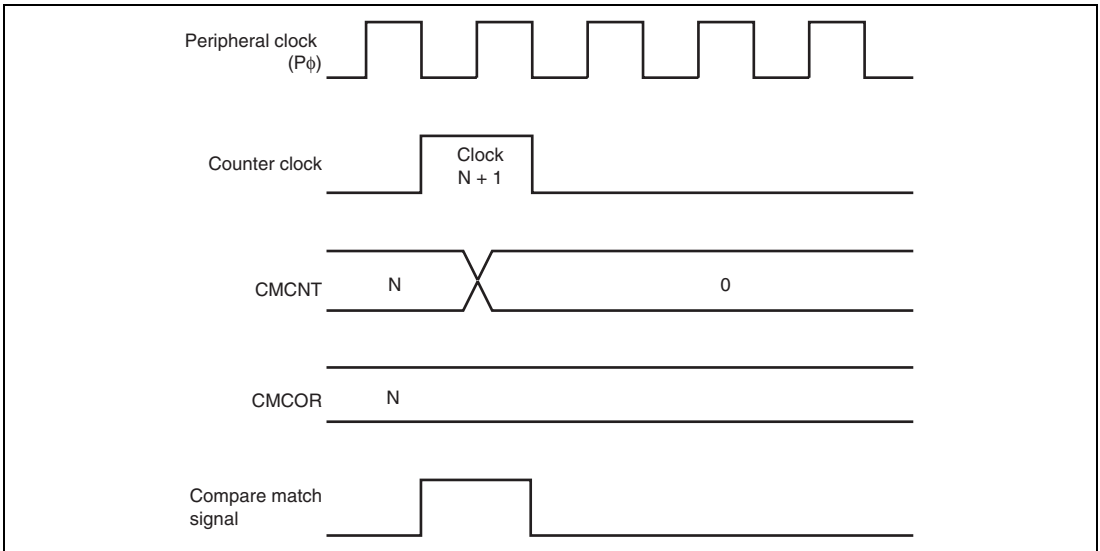 Peripheral clock
(Pϕ)
Counter clock
Clock
N + 1
CMCNT
N
0
CMCOR
N
Compare match
signal